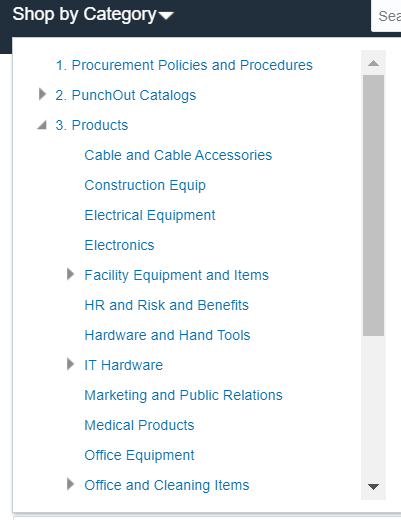 Shop by Category
Sea
1. Procurement Policies and Procedures
2. PunchOut Catalogs
3. Products
Cable and Cable Accessories
Construction Equip
Electrical Equipment
Electronics
Facility Equipment and Items
HR and Risk and Benefits
Hardware and Hand Tools
IT Hardware
Marketing and Public Relations
Medical Products
Office Equipment
Office and Cleaning Items